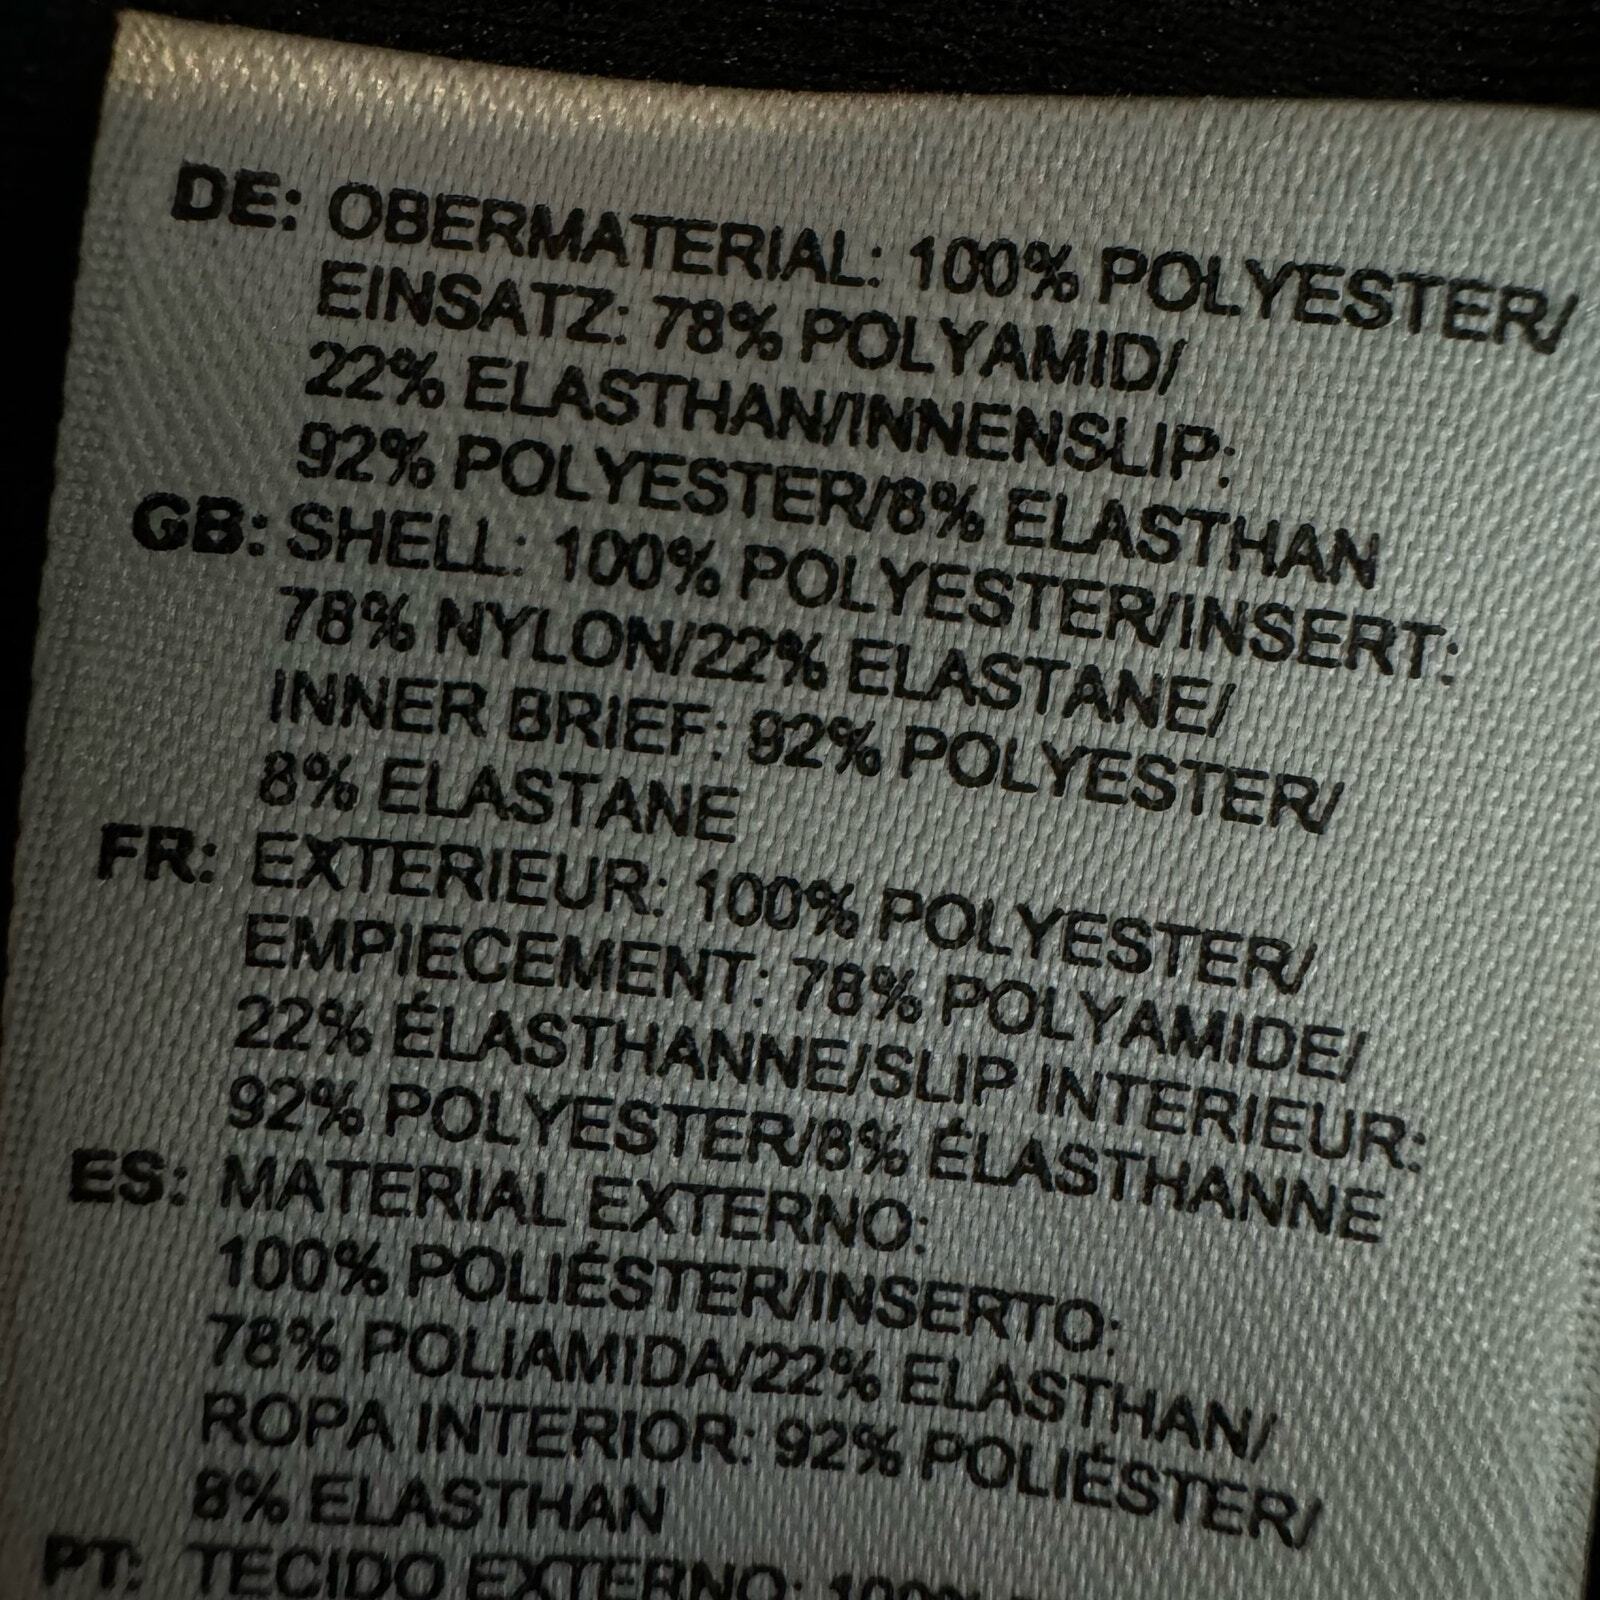 DE: OBERMATERIAL: 100% POLYESTER/
EINSATZ: 78% POLYAMID/
22% ELASTHAN/INNENSLIP:
92% POLYESTER/8% ELASTHAN
GB: SHELL: 100% POLYESTER/INSERT:
78% NYLON/22% ELASTANE/
INNER BRIEF: 92% POLYESTER/
8% ELASTANE
FR: EXTERIEUR: 100% POLYESTER/
EMPIECEMENT: 78% POLYAMIDE/
22% ÉLASTHANNE/SLIP INTERIEUR:
92% POLYESTER/8% ÉLASTHANNE
ES: MATERIAL EXTERNO:
100% POLIÉSTER/INSERTO:
78% POLIAMIDA/22% ELASTHAN/
ROPA INTERIOR: 92% POLIÉSTER/
8% ELASTHAN
PT: TECIDO EXTERNO: 100%